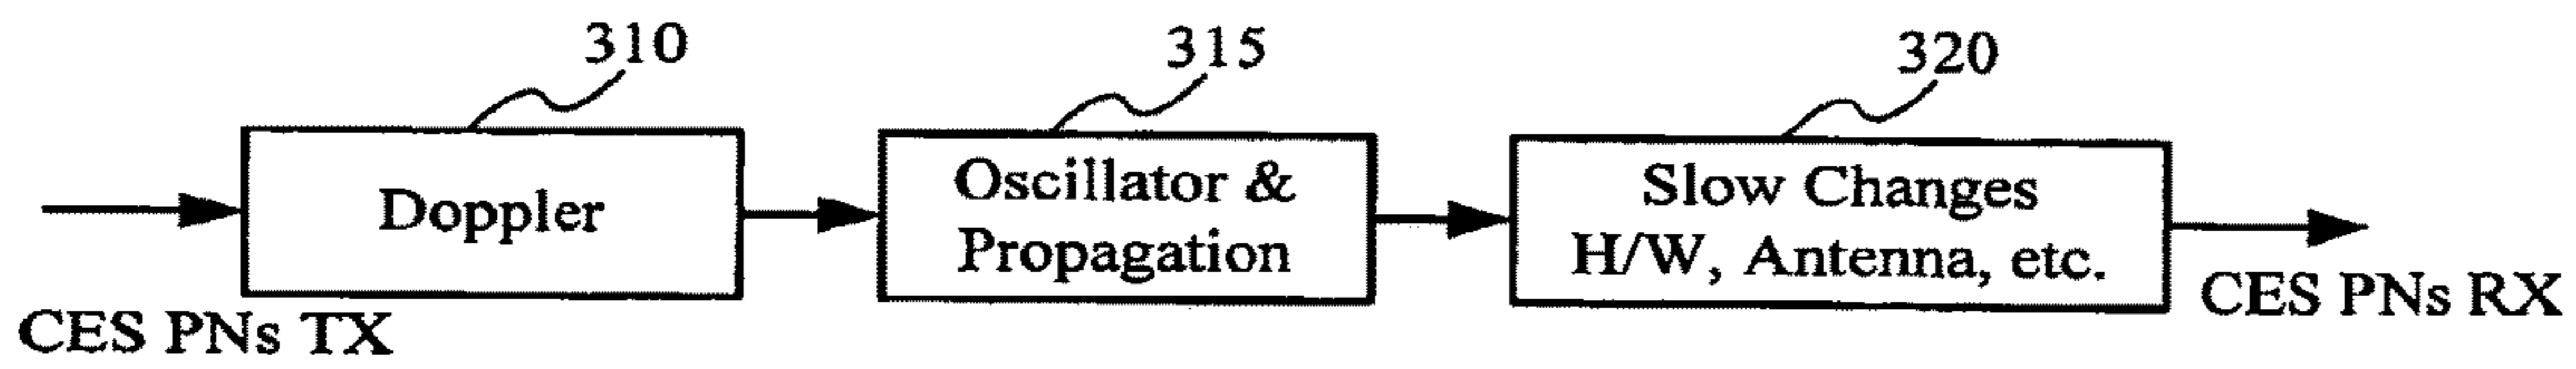 310
315
320
Doppler
Oscillator &
Propagation
Slow Changes
H/W, Antenna, etc.
CES PNs TX
CES PNs RX